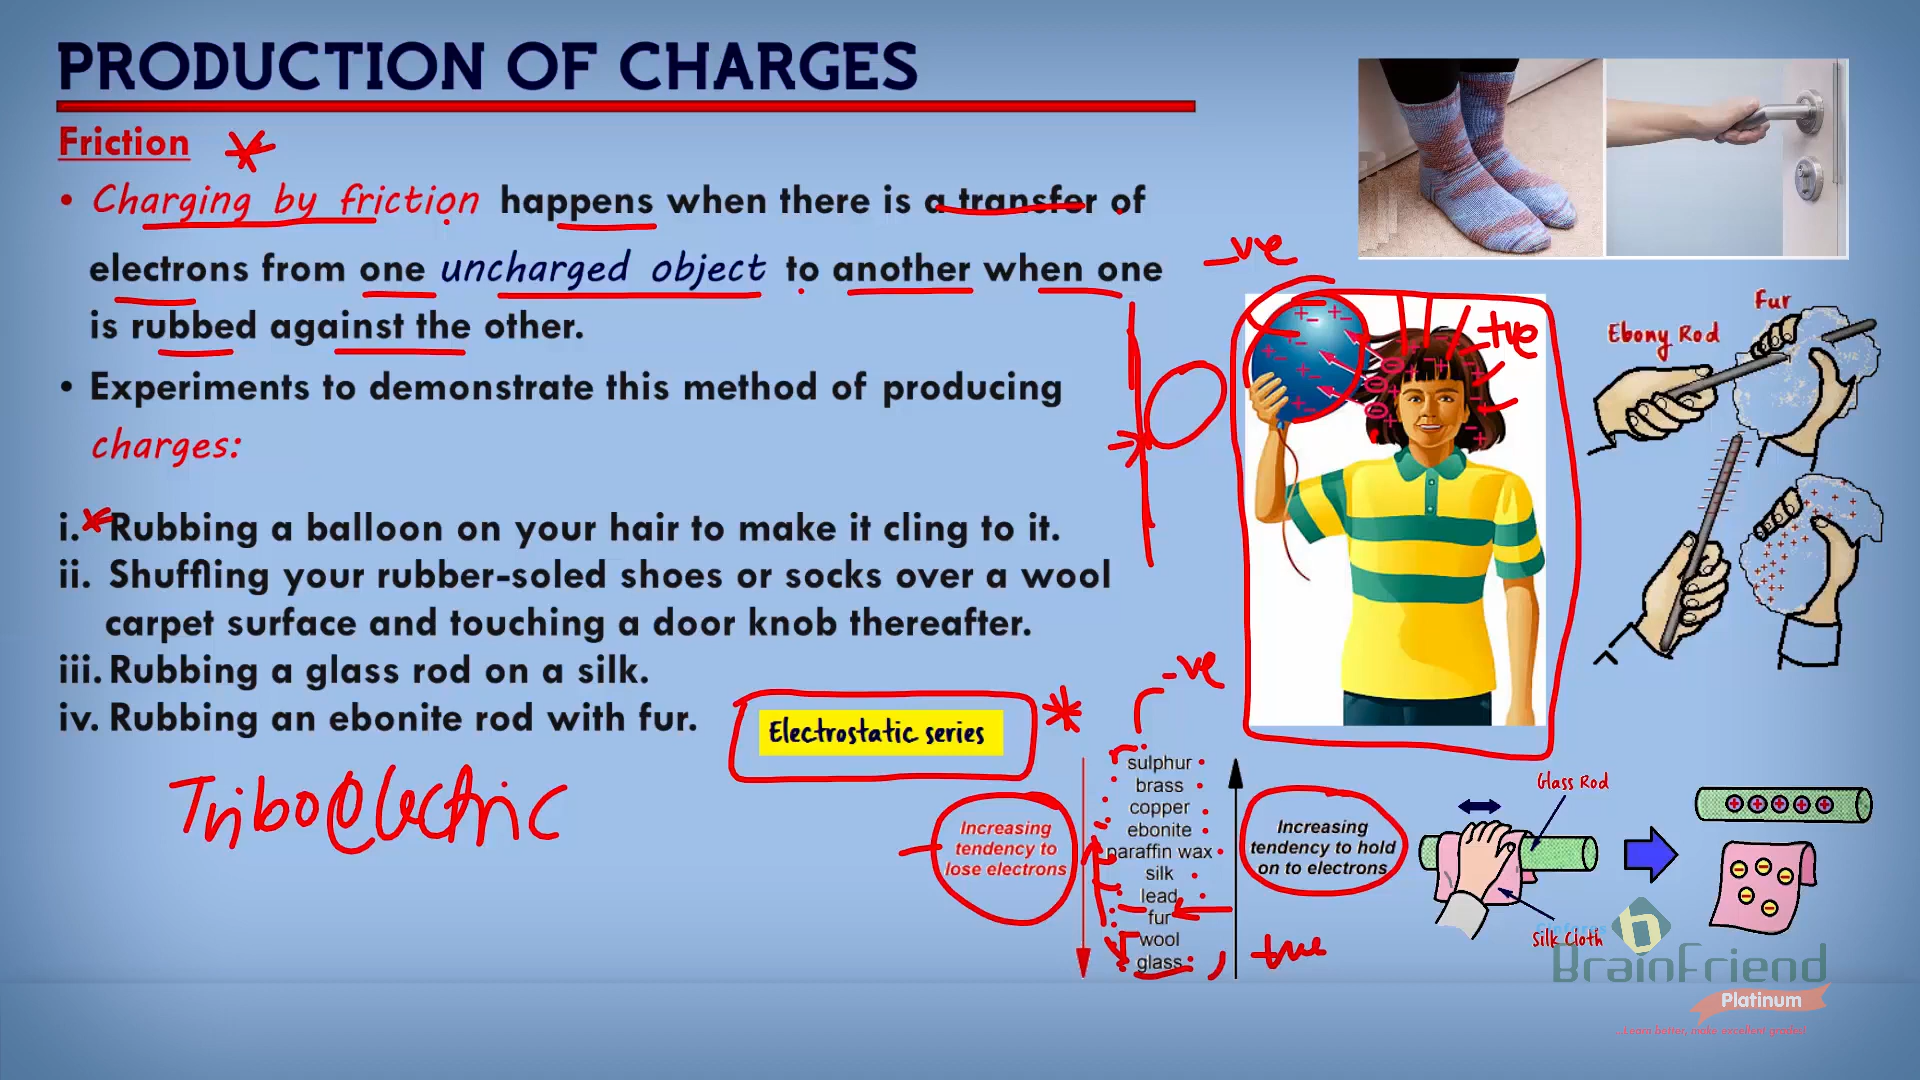 PRODUCTION OF CHARGES
Friction
• Charging by friction happens when there is a transfer of
electrons from one uncharged object to another when one
is rubbed against the other.
• Experiments to demonstrate this method of producing
charges:
i. Rubbing a balloon on your hair to make it cling to it.
ii. Shuffling your rubber-soled shoes or socks over a wool
carpet surface and touching a door knob thereafter.
iii. Rubbing a glass rod on a silk.
iv. Rubbing an ebonite rod with fur.
Electrostatic series
Triboelectric
-ve
+ve
Fur
Ebony Rod
-ve
sulphur
brass
copper
ebonite
paraffin wax
silk
lead
fur
wool
glass
Increasing
tendency to
lose electrons
Increasing
tendency to hold
on to electrons
+ve
Glass Rod
Silk Cloth
BrainFriend
Platinum
...Learn better, make excellent grades!